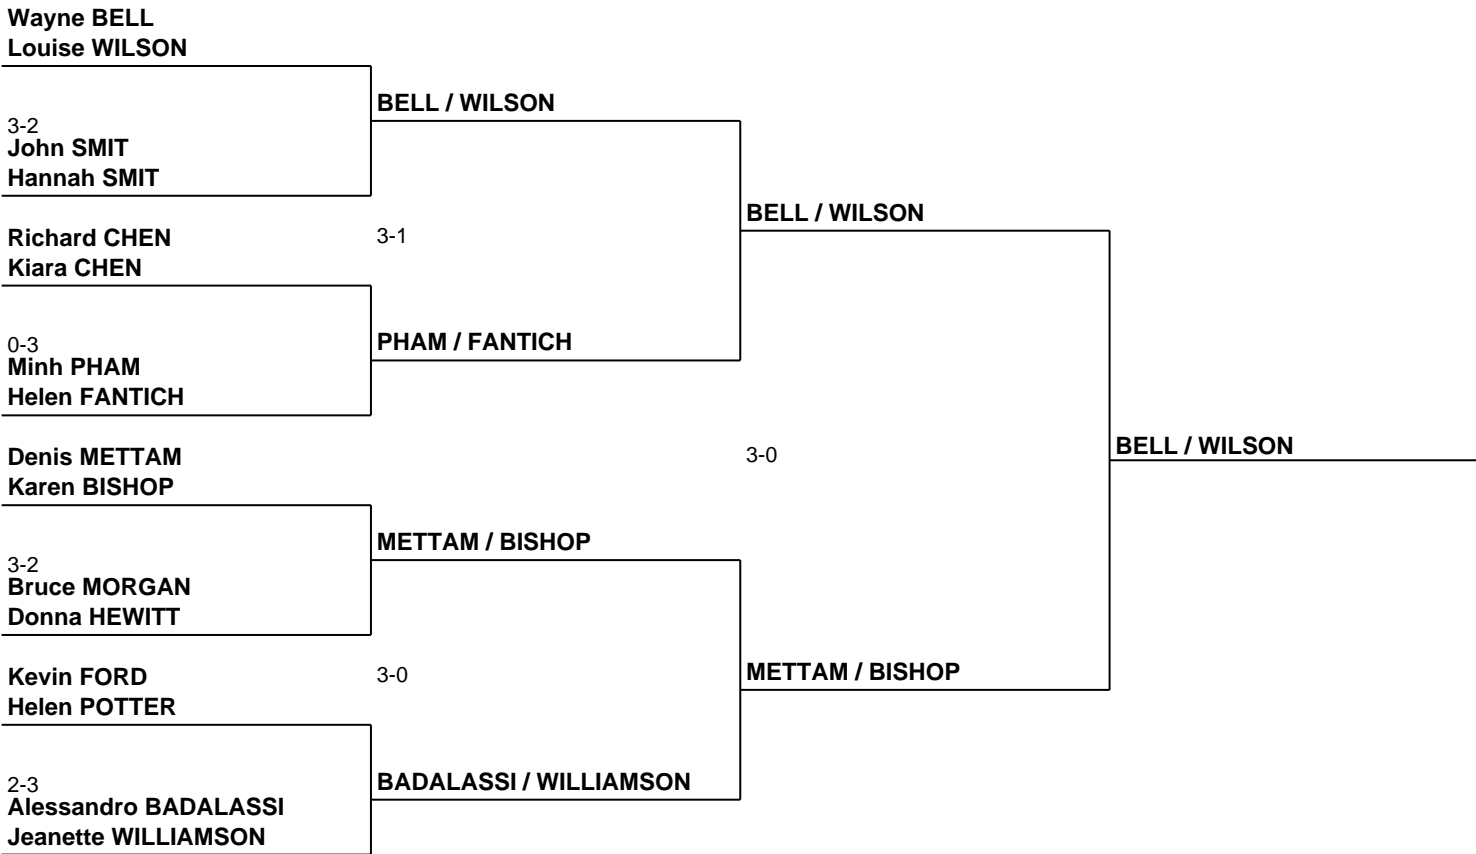 Wayne BELL
Louise WILSON
BELL / WILSON
3-2
John SMIT
Hannah SMIT
BELL / WILSON
Richard CHEN
3-1
Kiara CHEN
PHAM / FANTICH
0-3
Minh PHAM
Helen FANTICH
BELL / WILSON
Denis METTAM
3-0
Karen BISHOP
METTAM / BISHOP
3-2
Bruce MORGAN
Donna HEWITT
METTAM / BISHOP
Kevin FORD
3-0
Helen POTTER
BADALASSI / WILLIAMSON
2-3
Alessandro BADALASSI
Jeanette WILLIAMSON